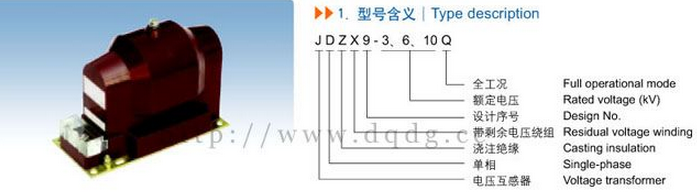 1. 型号含义 | Type description
J D Z X 9 - 3、6、10 Q
全工况 Full operational mode
额定电压 Rated voltage (kV)
设计序号 Design No.
带剩余电压绕组 Residual voltage winding
浇注绝缘 Casting insulation
单相 Single-phase
电压互感器 Voltage transformer
http://www.dqdg.c